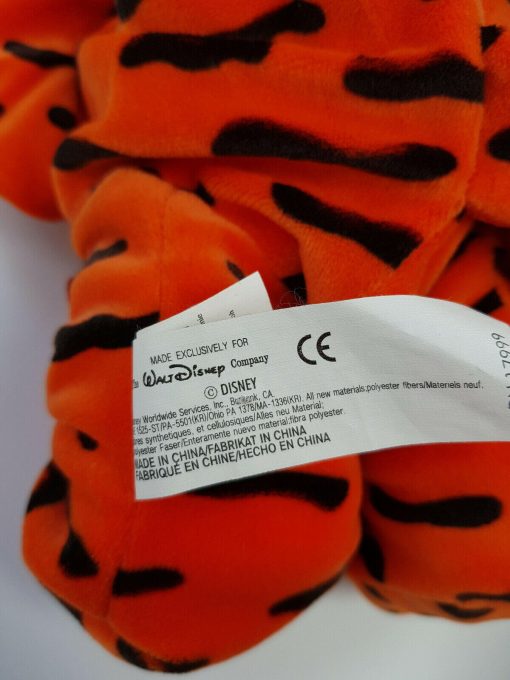 MADE EXCLUSIVELY FOR
The WALT DISNEY Company CE
© DISNEY
Worldwide Services, Inc., Burbank, CA.
1525-ST/PA-5501(KR)/Ohio PA 1378/MA-1336(KR). All new materials:polyester fibers/Materiels neuf.
synthetiques, et cellulosiques/Alles neu Material;
Faser/Enteramente nuevo material:fibra polyester.
MADE IN CHINA/FABRIKAT IN CHINA
FABRIQUÉ EN CHINE/HECHO EN CHINA